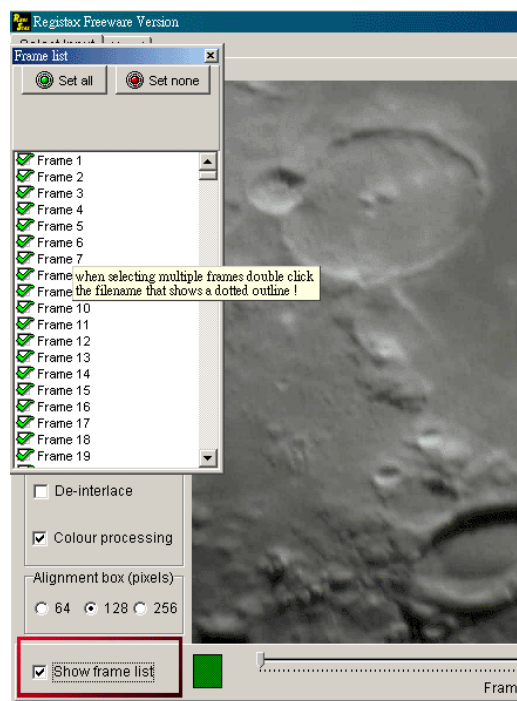 Registax Freeware Version
Frame list
Set all
Set none
Frame 1
Frame 2
Frame 3
Frame 4
Frame 5
Frame 6
Frame 7
Frame
Frame
when selecting multiple frames double click
the filename that shows a dotted outline !
Frame 10
Frame 11
Frame 12
Frame 13
Frame 14
Frame 15
Frame 16
Frame 17
Frame 18
Frame 19
De-interlace
Colour processing
Alignment box (pixels)
64 128 256
Show frame list
Fram